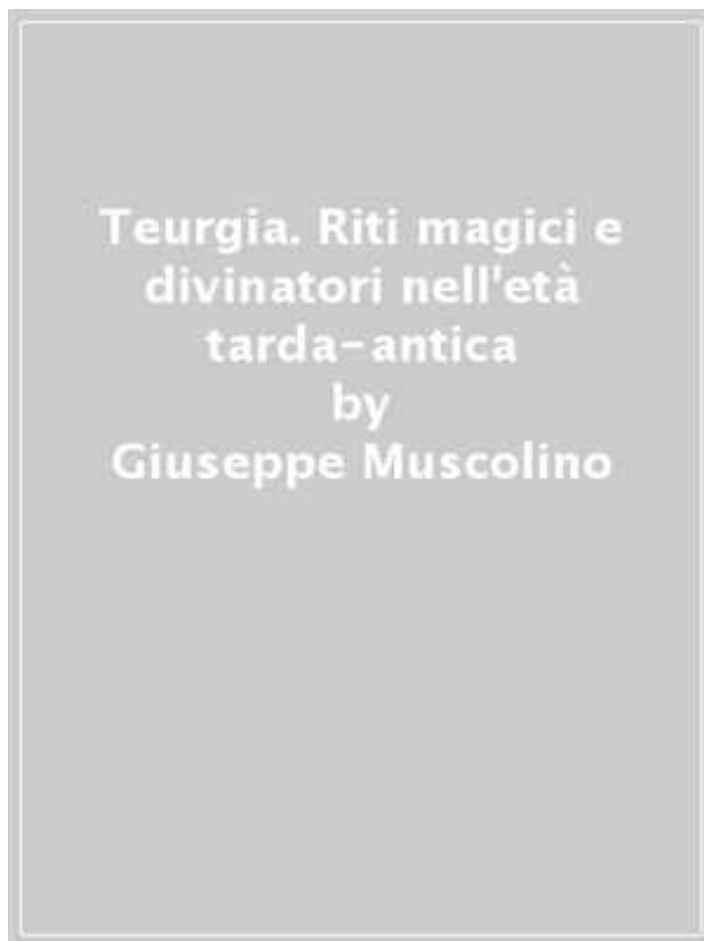 Teurgia. Riti magici e
divinatori nell'età
tarda-antica
by
Giuseppe Muscolino